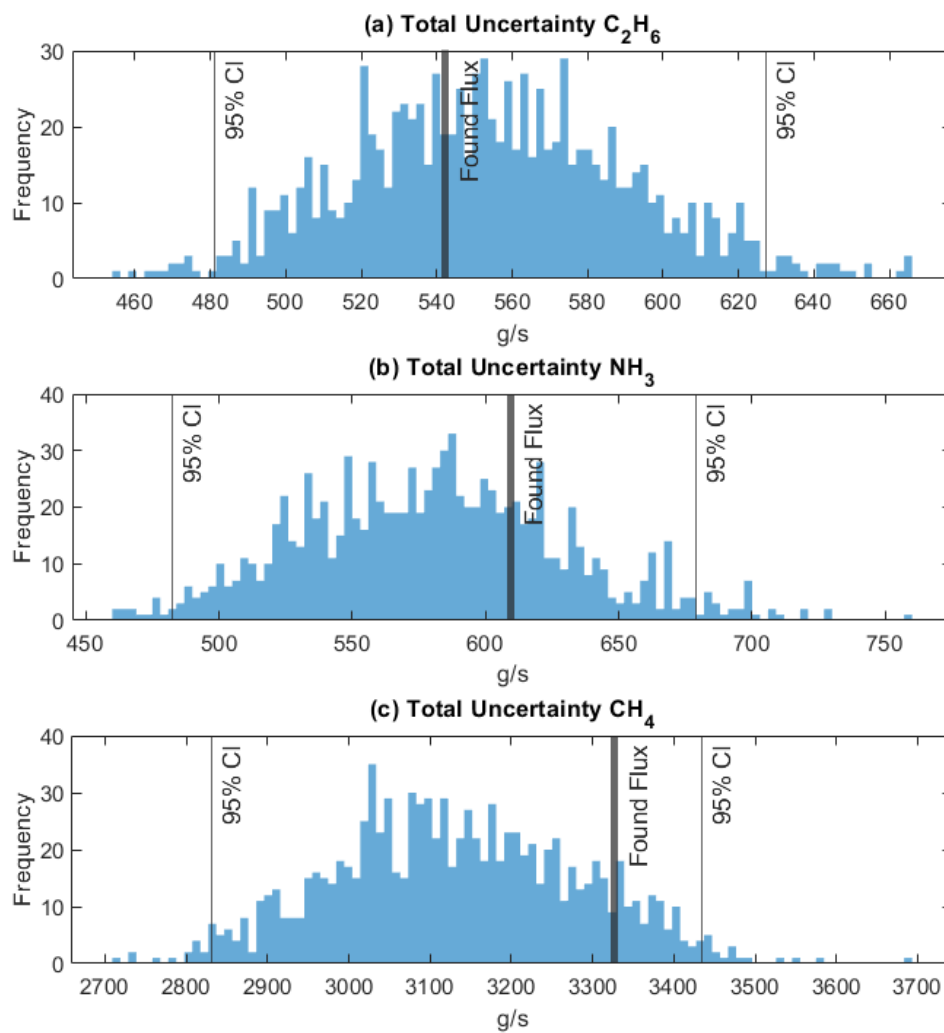 (a) Total Uncertainty C₂H₆
Frequency
30
20
10
0
95% CI
Found Flux
95% CI
460 480 500 520 540 560 580 600 620 640 660
g/s
(b) Total Uncertainty NH₃
Frequency
40
30
20
10
0
95% CI
Found Flux
95% CI
450 500 550 600 650 700 750
g/s
(c) Total Uncertainty CH₄
Frequency
40
30
20
10
0
95% CI
Found Flux
95% CI
2700 2800 2900 3000 3100 3200 3300 3400 3500 3600 3700
g/s